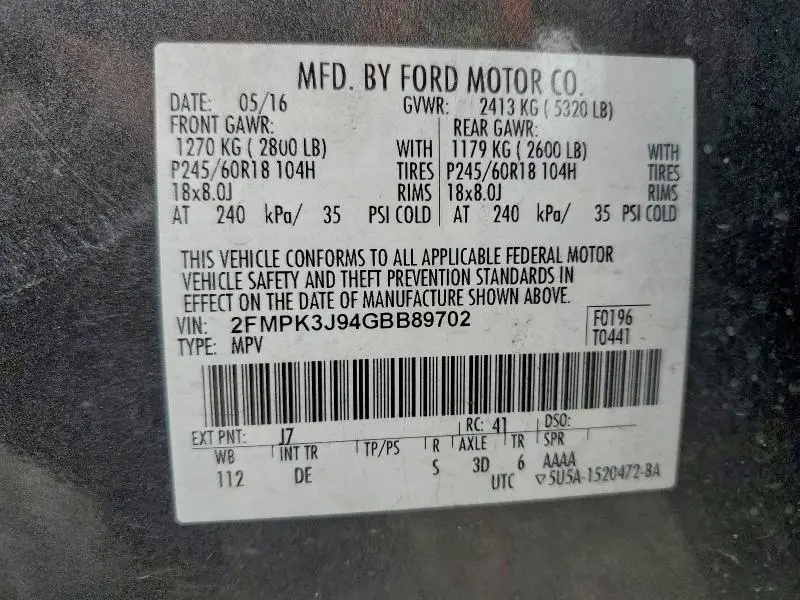 MFD. BY FORD MOTOR CO.
DATE: 05/16 GVWR: 2413 KG ( 5320 LB)
FRONT GAWR: REAR GAWR:
1270 KG ( 2800 LB) WITH 1179 KG ( 2600 LB) WITH
P245/60R18 104H TIRES P245/60R18 104H TIRES
18x8.0J RIMS 18x8.0J RIMS
AT 240 kPa/ 35 PSI COLD AT 240 kPa/ 35 PSI COLD
THIS VEHICLE CONFORMS TO ALL APPLICABLE FEDERAL MOTOR
VEHICLE SAFETY AND THEFT PREVENTION STANDARDS IN
EFFECT ON THE DATE OF MANUFACTURE SHOWN ABOVE.
VIN: 2FMPK3J94GBB89702 F0196
TYPE: MPV T0441
EXT PNT: J7 RC: 41 DSO:
WB INT TR TP/PS R AXLE TR SPR
112 DE S 3D 6 AAAA
UTC ▽5U5A-1520472-BA